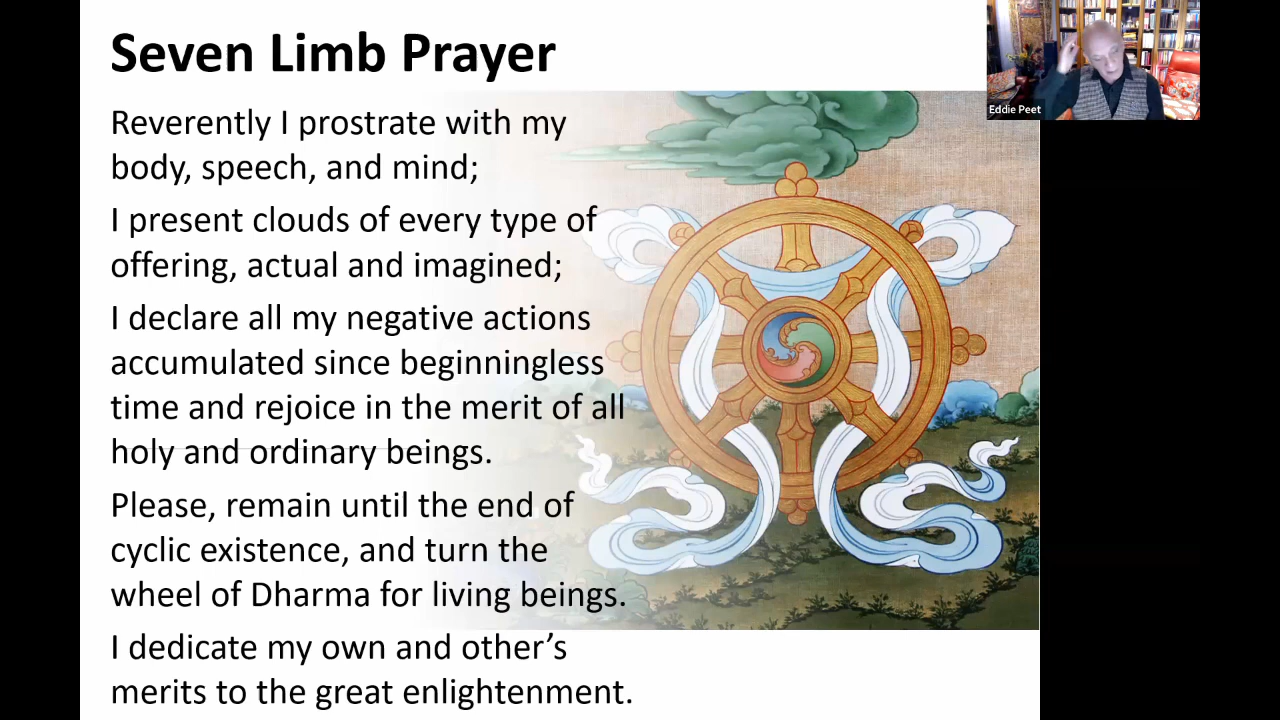 Seven Limb Prayer
Reverently I prostrate with my
body, speech, and mind;
I present clouds of every type of
offering, actual and imagined;
I declare all my negative actions
accumulated since beginningless
time and rejoice in the merit of all
holy and ordinary beings.
Please, remain until the end of
cyclic existence, and turn the
wheel of Dharma for living beings.
I dedicate my own and other’s
merits to the great enlightenment.
Eddie Peet